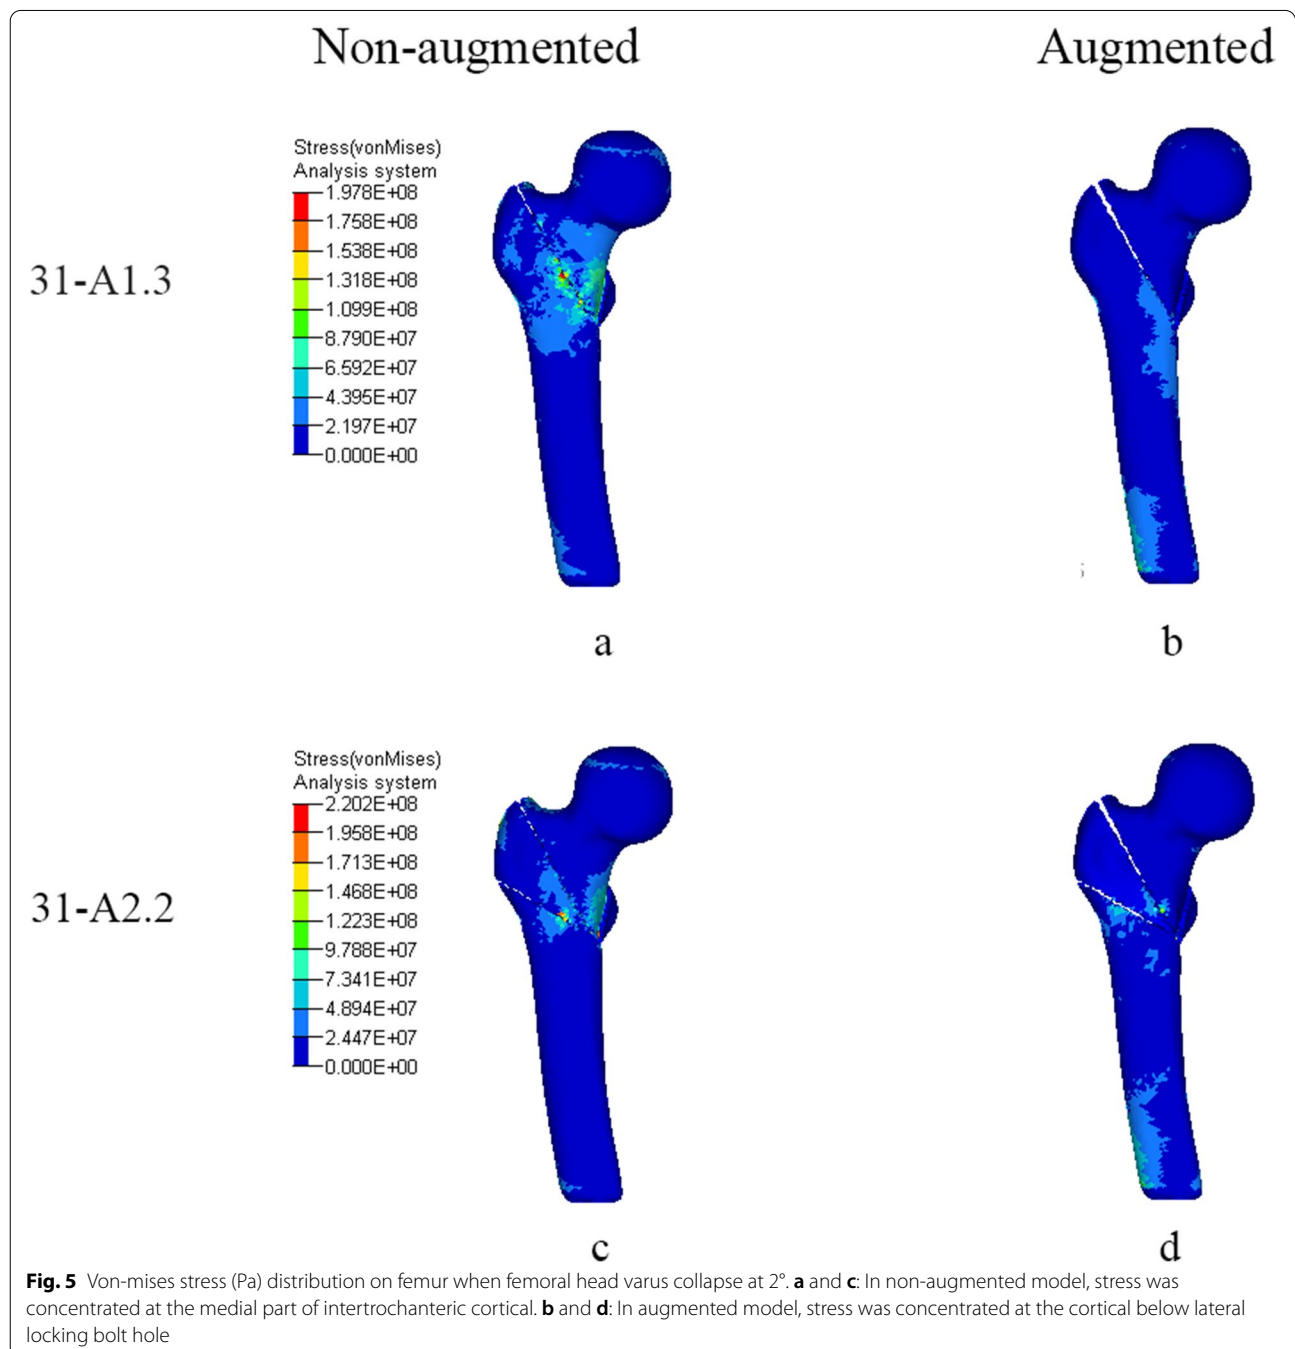 Non-augmented
Augmented
31-A1.3
Stress(vonMises)
Analysis system
1.978E+08
1.758E+08
1.538E+08
1.318E+08
1.099E+08
8.790E+07
6.592E+07
4.395E+07
2.197E+07
0.000E+00
a
b
31-A2.2
Stress(vonMises)
Analysis system
2.202E+08
1.958E+08
1.713E+08
1.468E+08
1.223E+08
9.788E+07
7.341E+07
4.894E+07
2.447E+07
0.000E+00
c
d
Fig. 5 Von-mises stress (Pa) distribution on femur when femoral head varus collapse at 2°. a and c: In non-augmented model, stress was
concentrated at the medial part of intertrochanteric cortical. b and d: In augmented model, stress was concentrated at the cortical below lateral
locking bolt hole